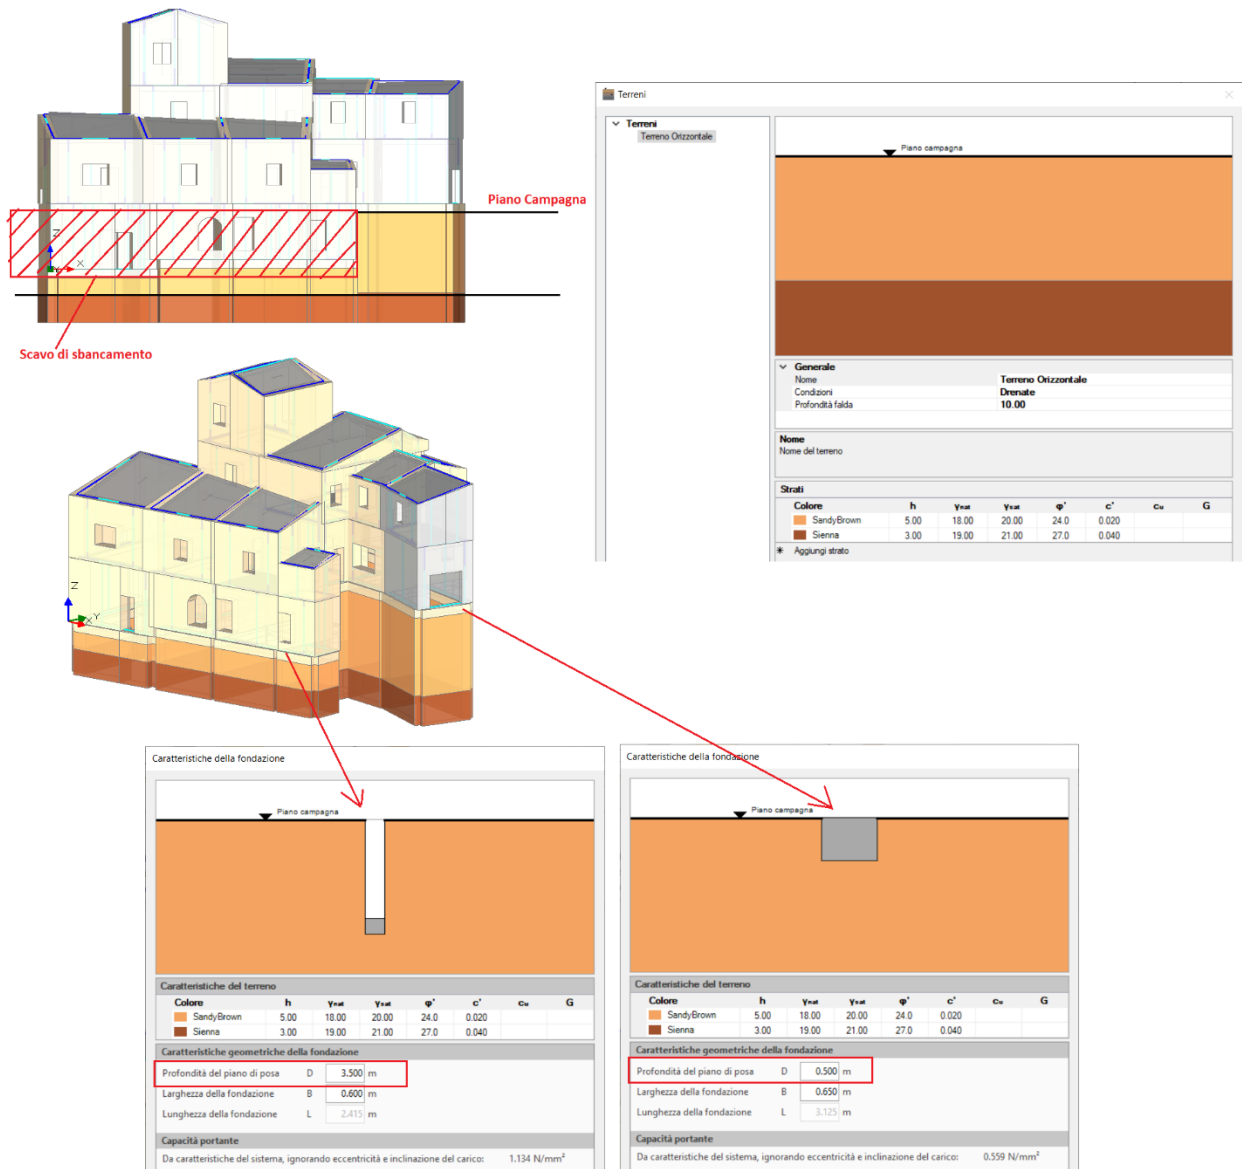 Piano Campagna
Z
X
Y
Scavo di sbancamento
Terreni
Terreni
Terreno Orizzontale
Piano campagna
Generale
Nome Terreno Orizzontale
Condizioni Drenate
Profondità falda 10.00
Nome
Nome del terreno
Strati
Colore h γnat γsat φ' c' Cu G
SandyBrown 5.00 18.00 20.00 24.0 0.020
Sienna 3.00 19.00 21.00 27.0 0.040
Aggiungi strato
Z
Y
X
Caratteristiche della fondazione
Piano campagna
Caratteristiche del terreno
Colore h γnat γsat φ' c' Cu G
SandyBrown 5.00 18.00 20.00 24.0 0.020
Sienna 3.00 19.00 21.00 27.0 0.040
Caratteristiche geometriche della fondazione
Profondità del piano di posa D 3.500 m
Larghezza della fondazione B 0.600 m
Lunghezza della fondazione L 2.415 m
Capacità portante
Da caratteristiche del sistema, ignorando eccentricità e inclinazione del carico: 1.134 N/mm²
Caratteristiche della fondazione
Piano campagna
Caratteristiche del terreno
Colore h γnat γsat φ' c' Cu G
SandyBrown 5.00 18.00 20.00 24.0 0.020
Sienna 3.00 19.00 21.00 27.0 0.040
Caratteristiche geometriche della fondazione
Profondità del piano di posa D 0.500 m
Larghezza della fondazione B 0.650 m
Lunghezza della fondazione L 3.125 m
Capacità portante
Da caratteristiche del sistema, ignorando eccentricità e inclinazione del carico: 0.559 N/mm²